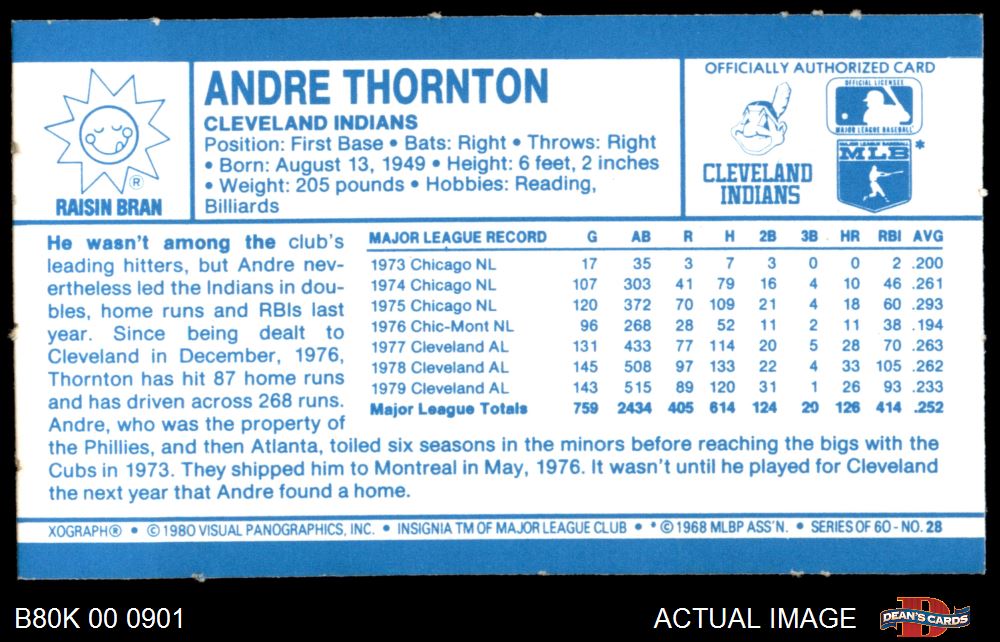 RAISIN BRAN
®
ANDRE THORNTON
CLEVELAND INDIANS
Position: First Base • Bats: Right • Throws: Right
• Born: August 13, 1949 • Height: 6 feet, 2 inches
• Weight: 205 pounds • Hobbies: Reading,
Billiards
OFFICIALLY AUTHORIZED CARD
CLEVELAND
INDIANS
OFFICIAL LICENSEE
MAJOR LEAGUE BASEBALL
MAJOR LEAGUE BASEBALL
MLB *
He wasn't among the club's
leading hitters, but Andre nev-
ertheless led the Indians in dou-
bles, home runs and RBIs last
year. Since being dealt to
Cleveland in December, 1976,
Thornton has hit 87 home runs
and has driven across 268 runs.
Andre, who was the property of
the Phillies, and then Atlanta, toiled six seasons in the minors before reaching the bigs with the
Cubs in 1973. They shipped him to Montreal in May, 1976. It wasn't until he played for Cleveland
the next year that Andre found a home.
MAJOR LEAGUE RECORD G AB R H 2B 3B HR RBI AVG
1973 Chicago NL 17 35 3 7 3 0 0 2 .200
1974 Chicago NL 107 303 41 79 16 4 10 46 .261
1975 Chicago NL 120 372 70 109 21 4 18 60 .293
1976 Chic-Mont NL 96 268 28 52 11 2 11 38 .194
1977 Cleveland AL 131 433 77 114 20 5 28 70 .263
1978 Cleveland AL 145 508 97 133 22 4 33 105 .262
1979 Cleveland AL 143 515 89 120 31 1 26 93 .233
Major League Totals 759 2434 405 614 124 20 126 414 .252
XOGRAPH® • ©1980 VISUAL PANOGRAPHICS, INC. • INSIGNIA TM OF MAJOR LEAGUE CLUB • *©1968 MLBP ASS'N. • SERIES OF 60 - NO. 28
B80K 00 0901
ACTUAL IMAGE
DEAN'S CARDS